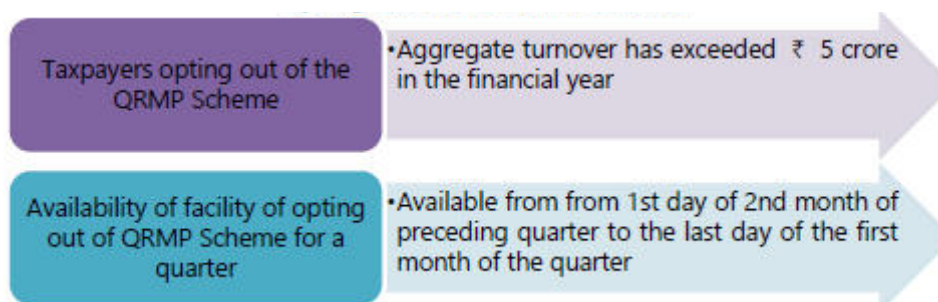 Taxpayers opting out of the
QRMP Scheme
•Aggregate turnover has exceeded ₹ 5 crore
in the financial year
Availability of facility of opting
out of QRMP Scheme for a
quarter
•Available from from 1st day of 2nd month of
preceding quarter to the last day of the first
month of the quarter